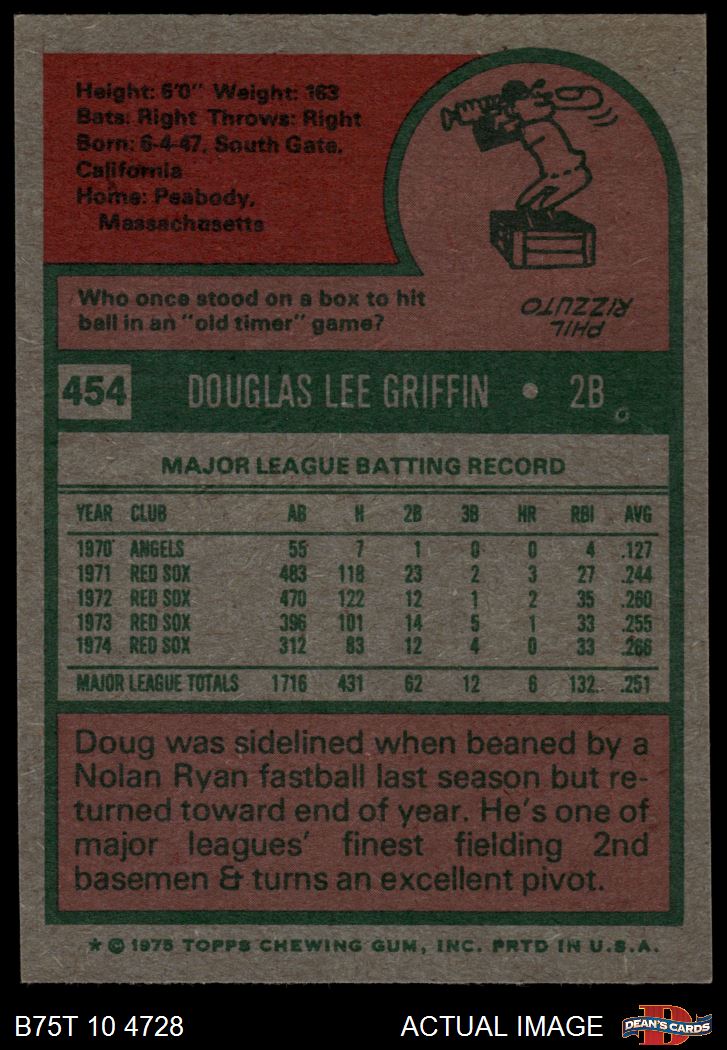 Height: 6'0" Weight: 163
Bats: Right Throws: Right
Born: 6-4-47, South Gate,
California
Home: Peabody,
Massachusetts
Who once stood on a box to hit
ball in an "old timer" game?
PHIL
RIZZUTO
454 DOUGLAS LEE GRIFFIN • 2B
MAJOR LEAGUE BATTING RECORD
YEAR CLUB AB H 2B 3B HR RBI AVG
1970 ANGELS 55 7 1 0 0 4 .127
1971 RED SOX 483 118 23 2 3 27 .244
1972 RED SOX 470 122 12 1 2 35 .260
1973 RED SOX 396 101 14 5 1 33 .255
1974 RED SOX 312 83 12 4 0 33 .266
MAJOR LEAGUE TOTALS 1716 431 62 12 6 132 .251
Doug was sidelined when beaned by a
Nolan Ryan fastball last season but re-
turned toward end of year. He's one of
major leagues' finest fielding 2nd
basemen & turns an excellent pivot.
* © 1975 TOPPS CHEWING GUM, INC. PRTD IN U.S.A.
B75T 10 4728 ACTUAL IMAGE DEAN'S CARDS